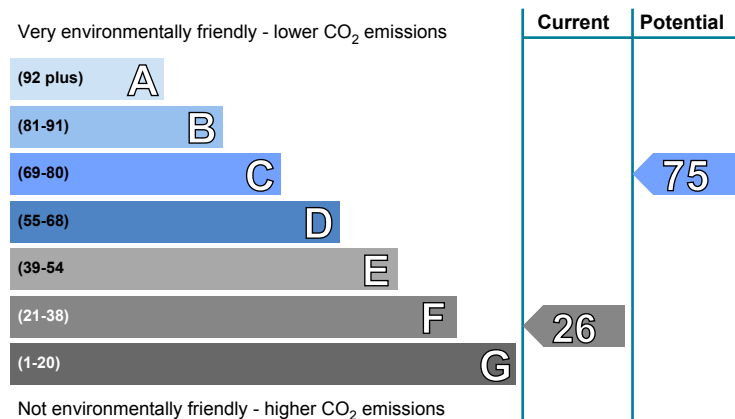 Very environmentally friendly - lower CO2 emissions
Current
Potential
(92 plus) A
(81-91) B
(69-80) C
75
(55-68) D
(39-54 E
(21-38) F
26
(1-20) G
Not environmentally friendly - higher CO2 emissions